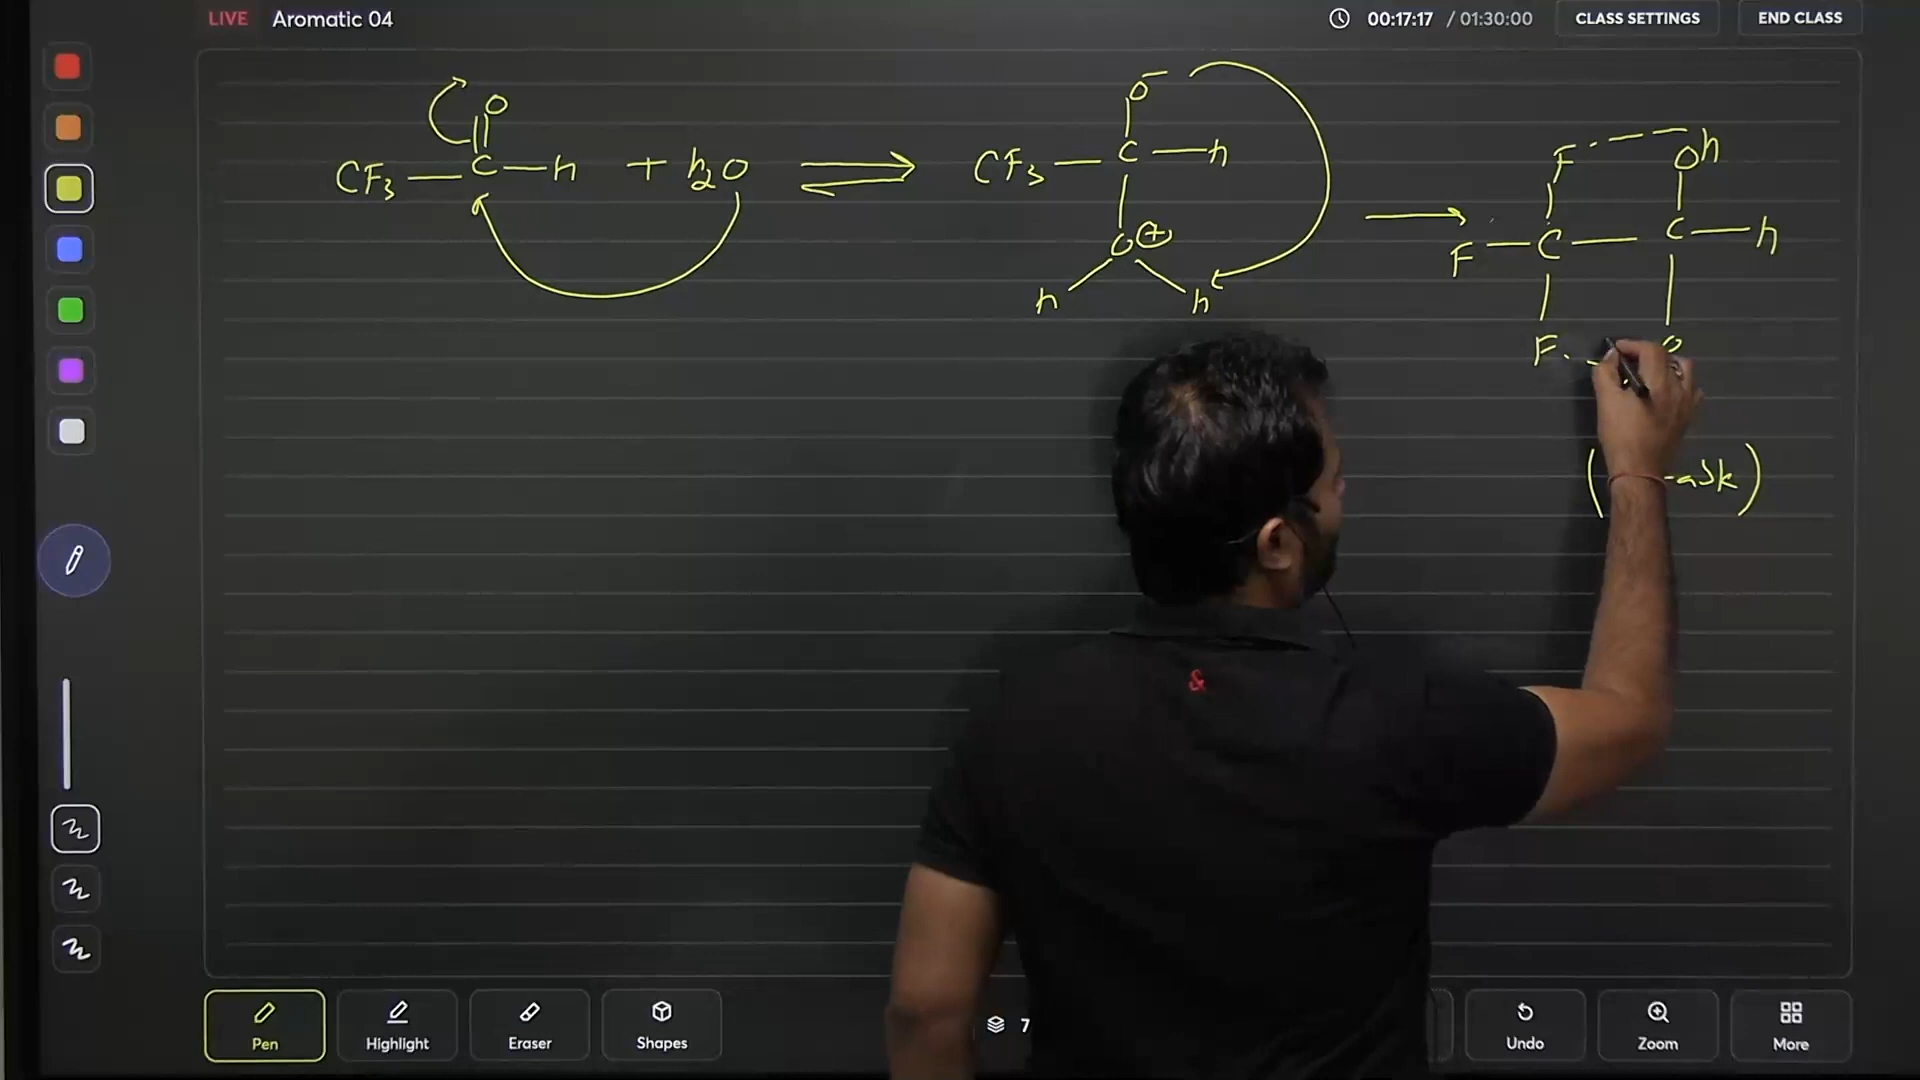 LIVE Aromatic 04 00:17:17 / 01:30:00 CLASS SETTINGS END CLASS
O
CF₃ — C — H + H₂O ⇌
O⁻
CF₃ — C — H
O⊕
H H
→
F OH
F — C — C — H
F
&
7
Pen Highlight Eraser Shapes Undo Zoom More